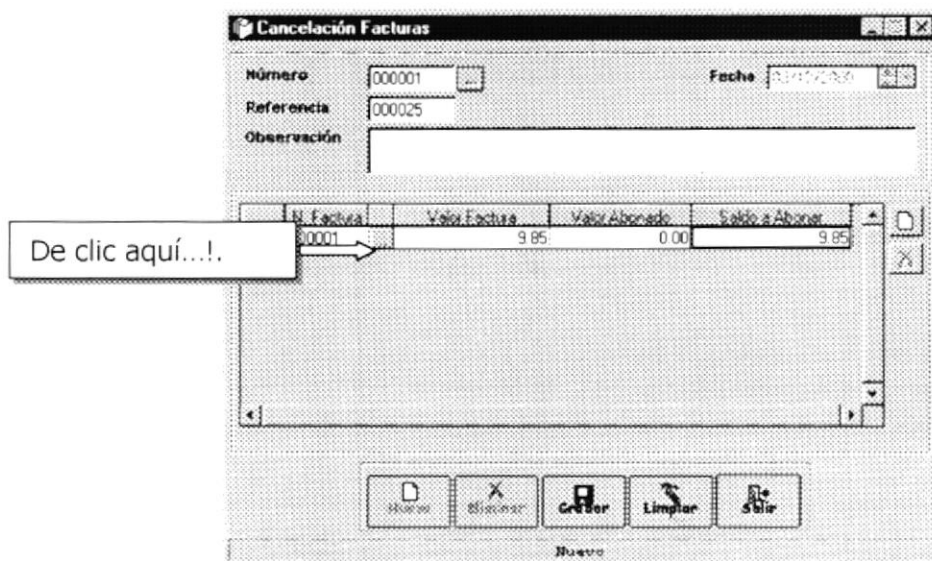 Cancelación Facturas
Número 000001 ... Fecha
Referencia 000025
Observación
N. Factura Valor Factura Valor Abonado Saldo a Abonar
00001 9.85 0.00 9.85
De clic aquí...!.
Nuevo Eliminar Grabar Limpiar Salir
Nuevo